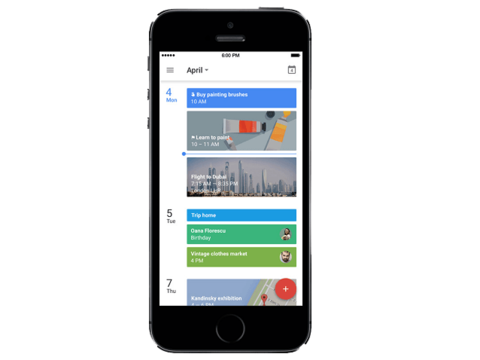 6:00 PM
April
4
Mon
Buy painting brushes
10 AM
Learn to paint
10 – 11 AM
Flight to Dubai
5
Tue
Trip home
Oana Florescu
Birthday
Vintage clothes market
4 PM
7
Thu
Kandinsky exhibition